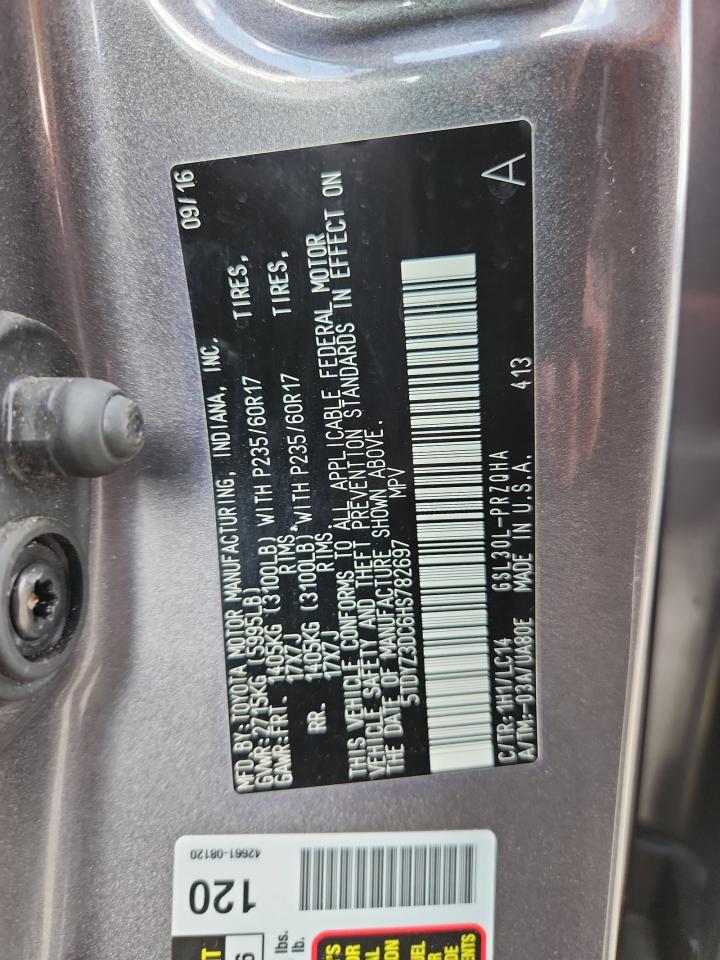 MFD.BY:TOYOTA MOTOR MANUFACTURING, INDIANA, INC. 09/16
GVWR:2715KG (5995LB)
GAWR:FRT. 1405KG (3100LB) WITH P235/60R17 TIRES,
17X7J RIMS,
RR. 1405KG (3100LB) WITH P235/60R17 TIRES,
17X7J RIMS.
THIS VEHICLE CONFORMS TO ALL APPLICABLE FEDERAL MOTOR
VEHICLE SAFETY AND THEFT PREVENTION STANDARDS IN EFFECT ON
THE DATE OF MANUFACTURE SHOWN ABOVE.
5TDYZ3DC6HS782697 MPV
C/TR:1H1/LC14 GSL30L-PRZQHA 413
A/TM:-03A/UA80E MADE IN U.S.A. A
42661-08120
120
lbs.
lb.